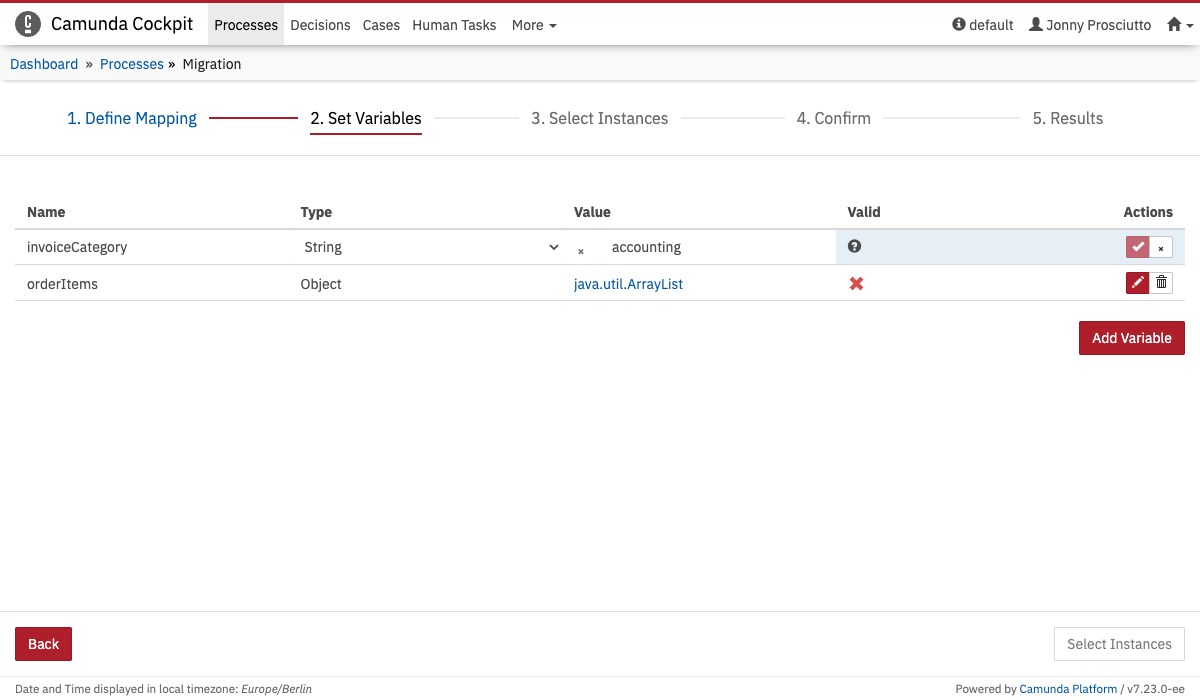 Camunda Cockpit Processes Decisions Cases Human Tasks More default Jonny Prosciutto
Dashboard » Processes » Migration
1. Define Mapping 2. Set Variables 3. Select Instances 4. Confirm 5. Results
Name Type Value Valid Actions
invoiceCategory String × accounting ×
orderItems Object java.util.ArrayList
Add Variable
Back Select Instances
Date and Time displayed in local timezone: Europe/Berlin Powered by Camunda Platform / v7.23.0-ee